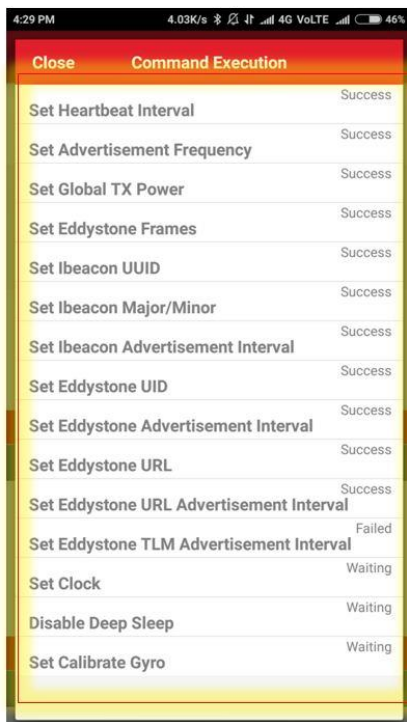 4:29 PM 4.03K/s 4G VoLTE 46%
Close Command Execution
Success
Set Heartbeat Interval
Success
Set Advertisement Frequency
Success
Set Global TX Power
Success
Set Eddystone Frames
Success
Set Ibeacon UUID
Success
Set Ibeacon Major/Minor
Success
Set Ibeacon Advertisement Interval
Success
Set Eddystone UID
Success
Set Eddystone Advertisement Interval
Success
Set Eddystone URL
Success
Set Eddystone URL Advertisement Interval
Failed
Set Eddystone TLM Advertisement Interval
Waiting
Set Clock
Waiting
Disable Deep Sleep
Waiting
Set Calibrate Gyro